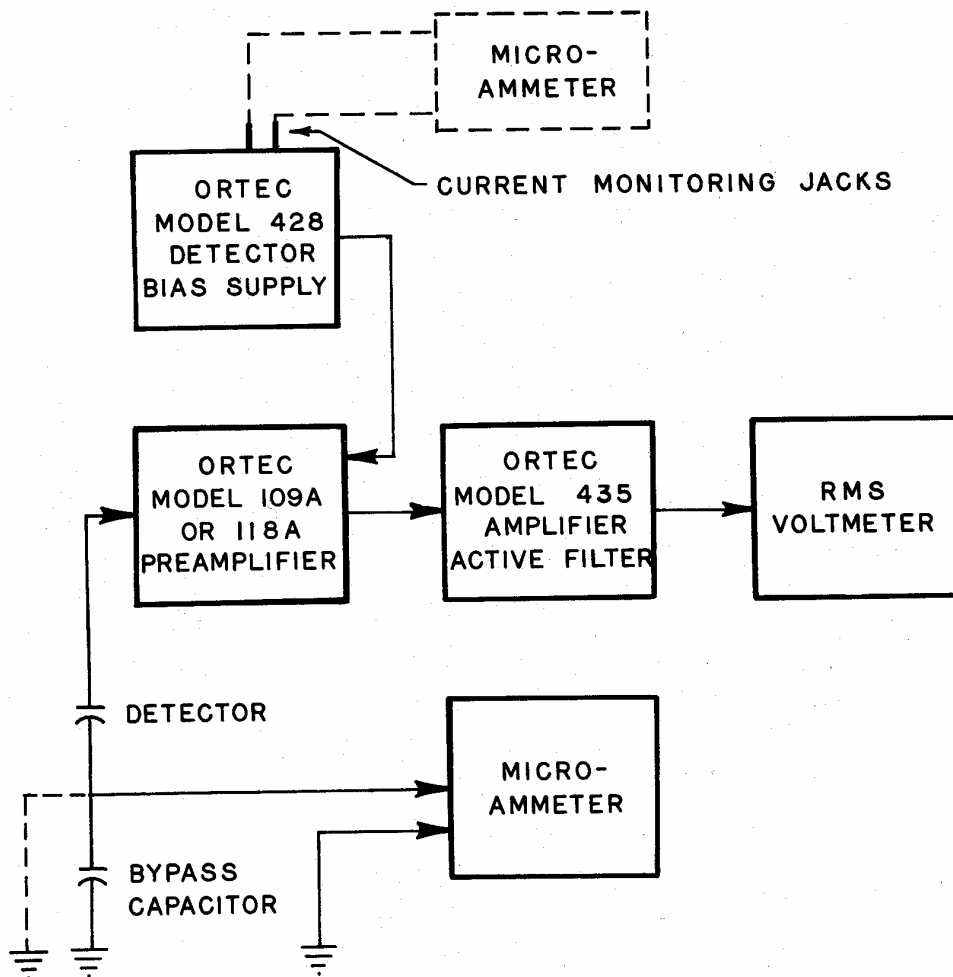 MICRO-
AMMETER
CURRENT MONITORING JACKS
ORTEC
MODEL 428
DETECTOR
BIAS SUPPLY
ORTEC
MODEL 109A
OR 118A
PREAMPLIFIER
ORTEC
MODEL 435
AMPLIFIER
ACTIVE FILTER
RMS
VOLTMETER
DETECTOR
MICRO-
AMMETER
BYPASS
CAPACITOR